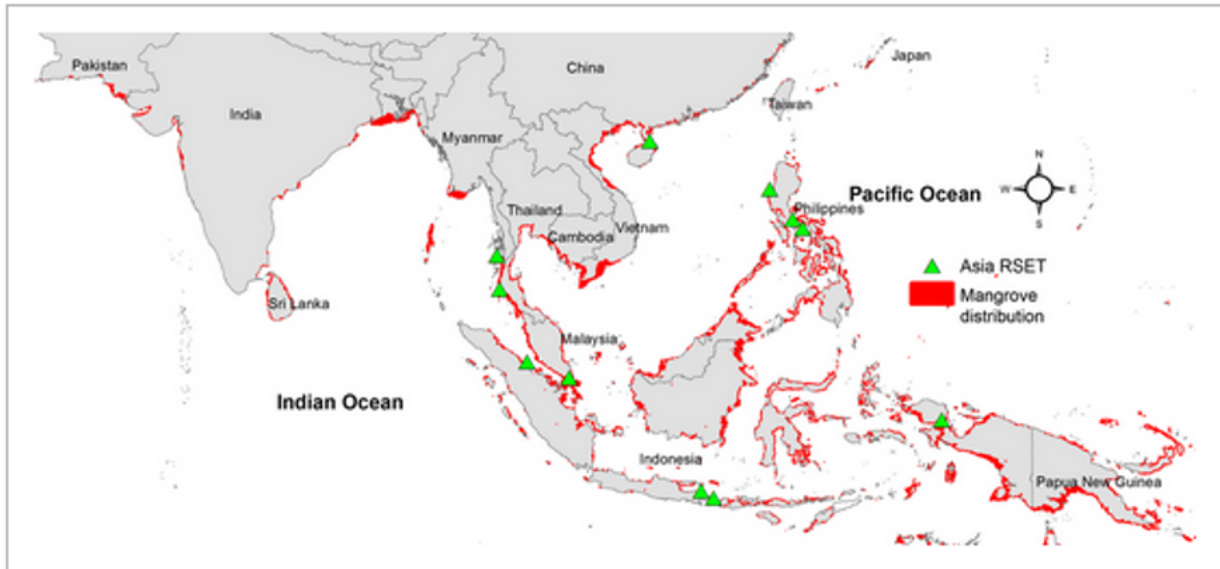 Japan
Pakistan
China
Taiwan
India
Myanmar
N
W E
S
Pacific Ocean
Thailand
Philippines
Vietnam
Cambodia
Asia RSET
Mangrove
distribution
Sri Lanka
Malaysia
Indian Ocean
Indonesia
Papua New Guinea